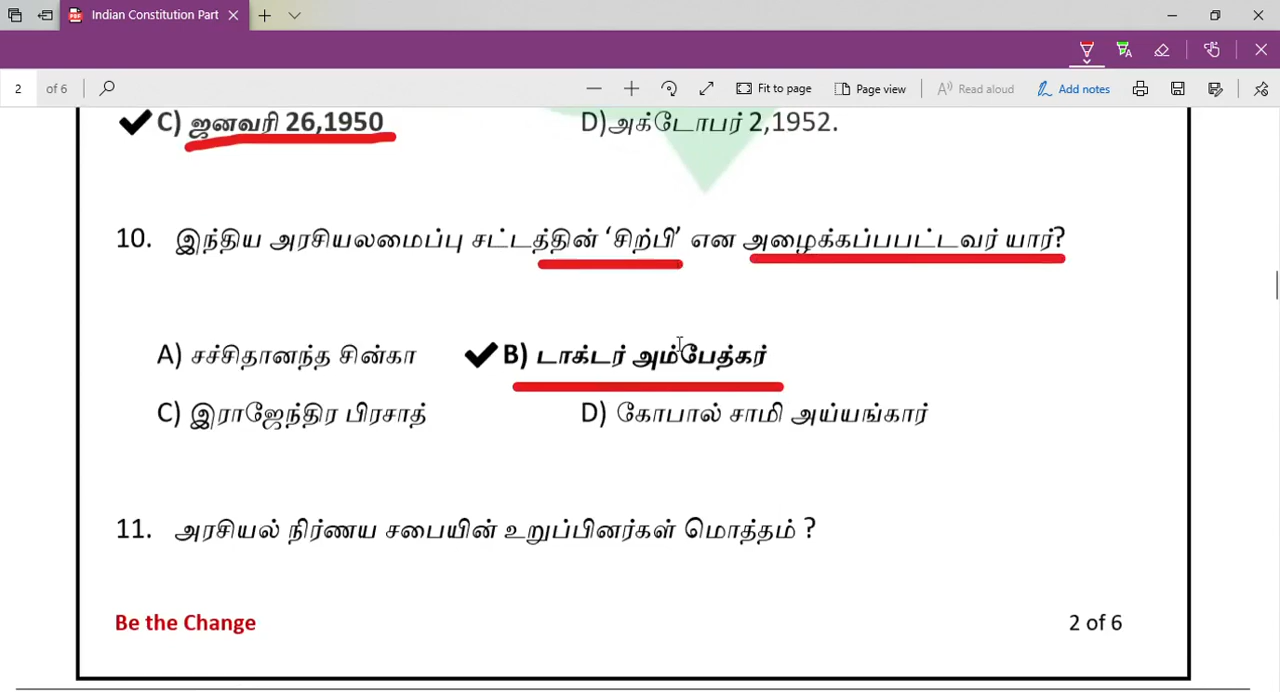 Indian Constitution Part
2 of 6 Fit to page Page view Read aloud Add notes
C) ஜனவரி 26,1950 D)அக்டோபர் 2,1952.
10. இந்திய அரசியலமைப்பு சட்டத்தின் ‘சிற்பி’ என அழைக்கப்பபட்டவர் யார்?
A) சச்சிதானந்த சின்கா B) டாக்டர் அம்பேத்கர்
C) இராஜேந்திர பிரசாத் D) கோபால் சாமி அய்யங்கார்
11. அரசியல் நிர்ணய சபையின் உறுப்பினர்கள் மொத்தம் ?
Be the Change 2 of 6